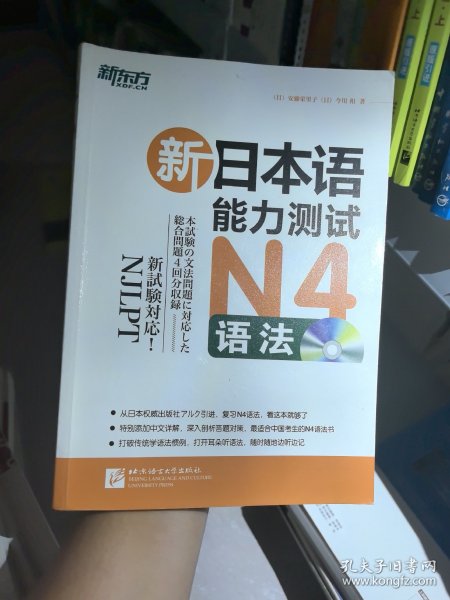 新东方
XDF.CN
（日）安藤栄里子（日）今川 和 著
新日本语
能力测试
N4
语法
本試験の文法問題に対応した
総合問題4回分収録
新試験対応！
NJLPT
● 从日本权威出版社アルク引进，复习N4语法，看这本就够了
● 特别添加中文详解，深入剖析答题对策，最适合中国考生的N4语法书
● 打破传统学语法惯例，打开耳朵听语法，随时随地边听边记
北京语言大学出版社
BEIJING LANGUAGE AND CULTURE
UNIVERSITY PRESS
孔夫子旧书网
www.kongfz.com